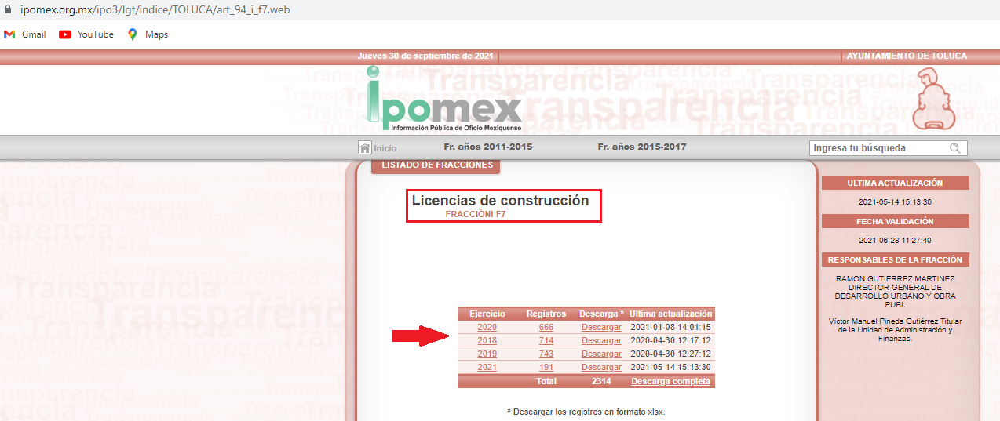 ipomex.org.mx/ipo3/lgt/indice/TOLUCA/art_94_i_f7.web
Gmail YouTube Maps
Jueves 30 de septiembre de 2021 AYUNTAMIENTO DE TOLUCA
ipomex
Información Pública de Oficio Mexiquense
Inicio Fr. años 2011-2015 Fr. años 2015-2017 Ingresa tu búsqueda
LISTADO DE FRACCIONES
Licencias de construcción
FRACCIÓNI F7
ULTIMA ACTUALIZACIÓN
2021-05-14 15:13:30
FECHA VALIDACIÓN
2021-06-28 11:27:40
RESPONSABLES DE LA FRACCIÓN
RAMON GUTIERREZ MARTINEZ
DIRECTOR GENERAL DE
DESARROLLO URBANO Y OBRA
PUBL
Víctor Manuel Pineda Gutiérrez Titular
de la Unidad de Administración y
Finanzas.
Ejercicio Registros Descarga * Ultima actualización
2020 666 Descargar 2021-01-08 14:01:15
2018 714 Descargar 2020-04-30 12:17:12
2019 743 Descargar 2020-04-30 12:27:12
2021 191 Descargar 2021-05-14 15:13:30
Total 2314 Descarga completa
* Descargar los registros en formato xlsx.